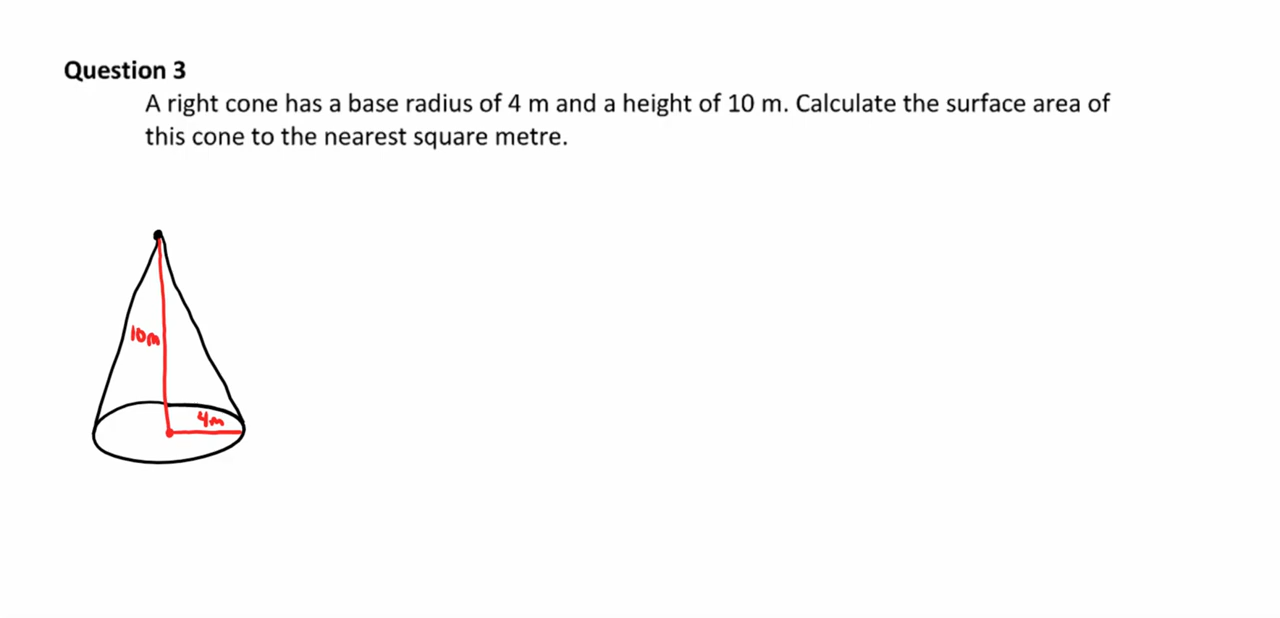 Question 3
A right cone has a base radius of 4 m and a height of 10 m. Calculate the surface area of
this cone to the nearest square metre.
10m
4m